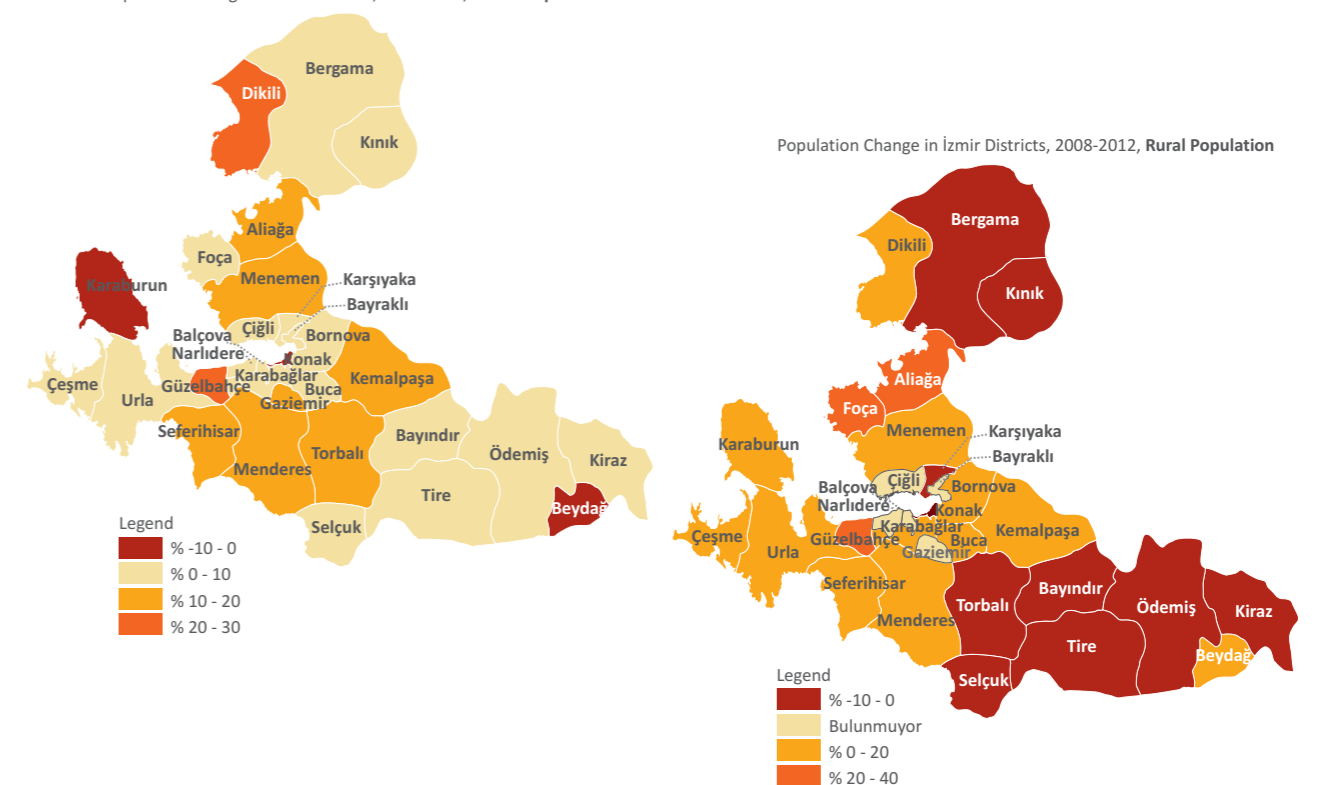 Bergama
Dikili
Kınık
Aliağa
Foça
Karaburun
Menemen
Karşıyaka
Bayraklı
Çiğli
Balçova
Bornova
Narlıdere
Konak
Karabağlar
Çeşme
Güzelbahçe
Buca
Kemalpaşa
Urla
Gaziemir
Seferihisar
Bayındır
Torbalı
Ödemiş
Kiraz
Menderes
Tire
Beydağ
Selçuk
Legend
% -10 - 0
% 0 - 10
% 10 - 20
% 20 - 30
Population Change in İzmir Districts, 2008-2012, Rural Population
Bergama
Dikili
Kınık
Aliağa
Foça
Menemen
Karşıyaka
Karaburun
Bayraklı
Çiğli
Balçova
Bornova
Narlıdere
Konak
Karabağlar
Kemalpaşa
Çeşme
Güzelbahçe
Buca
Urla
Gaziemir
Seferihisar
Bayındır
Torbalı
Ödemiş
Kiraz
Menderes
Tire
Beydağ
Selçuk
Legend
% -10 - 0
Bulunmuyor
% 0 - 20
% 20 - 40